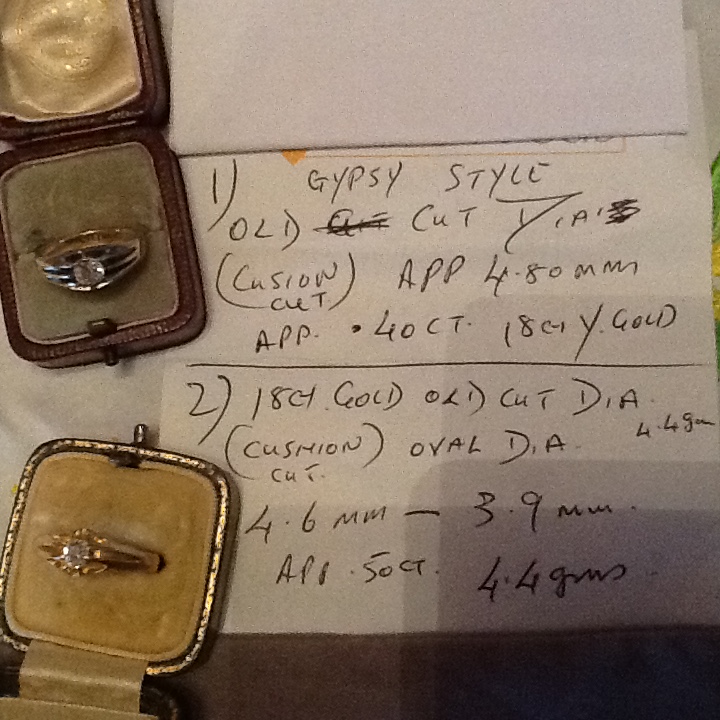 1) GYPSY STYLE
OLD CUT DIA'S
(CUSION CUT) APP 4.80mm
APP. .40CT. 18CT Y. GOLD
2) 18CT. GOLD OLD CUT DIA.
4.4gm
(CUSHION CUT.) OVAL DIA.
4.6 mm — 3.9 mm.
APP .50CT. 4.4gms.